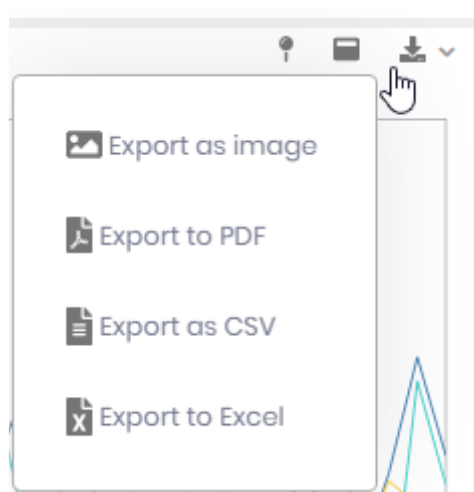 Export as image
Export to PDF
Export as CSV
Export to Excel